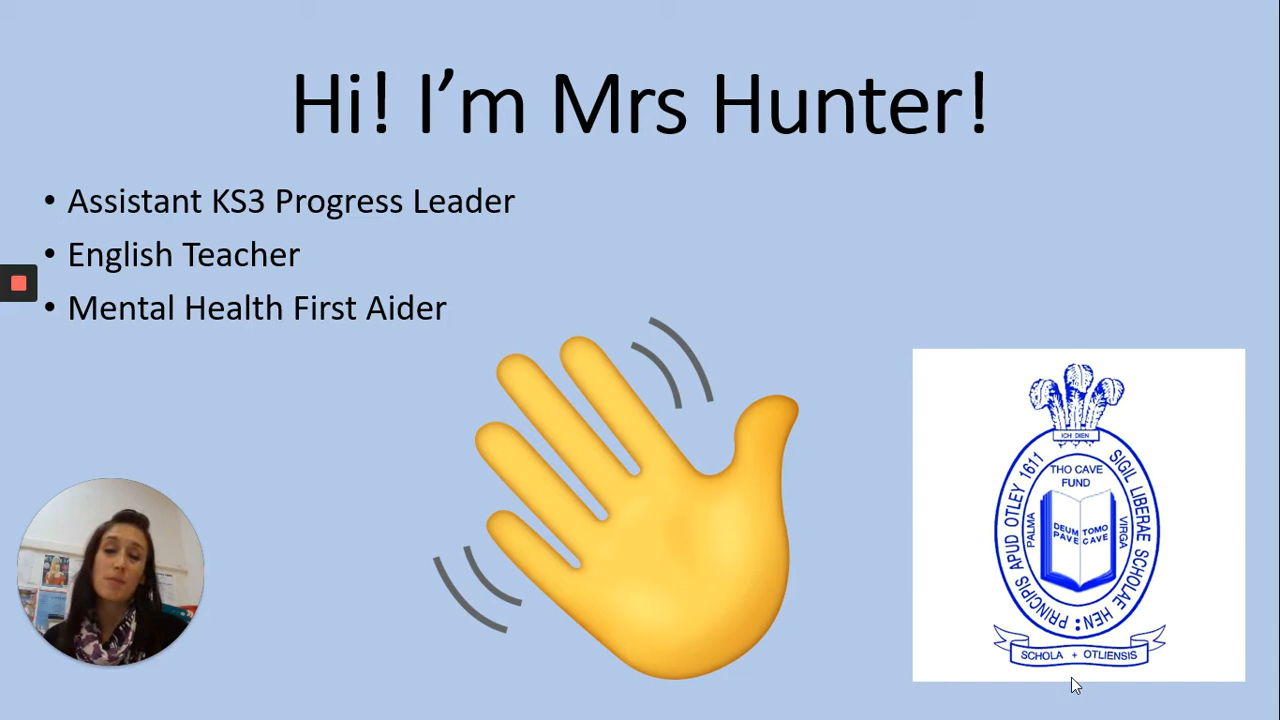 Hi! I’m Mrs Hunter!
• Assistant KS3 Progress Leader
• English Teacher
• Mental Health First Aider
ICH DIEN
PRINCIPIS APUD OTLEY 1611
SIGIL LIBERAE SCHOLAE HEN:
THO CAVE
FUND
PALMA
VIRGA
DEUM
PAVE
TOMO
CAVE
SCHOLA + OTLIENSIS